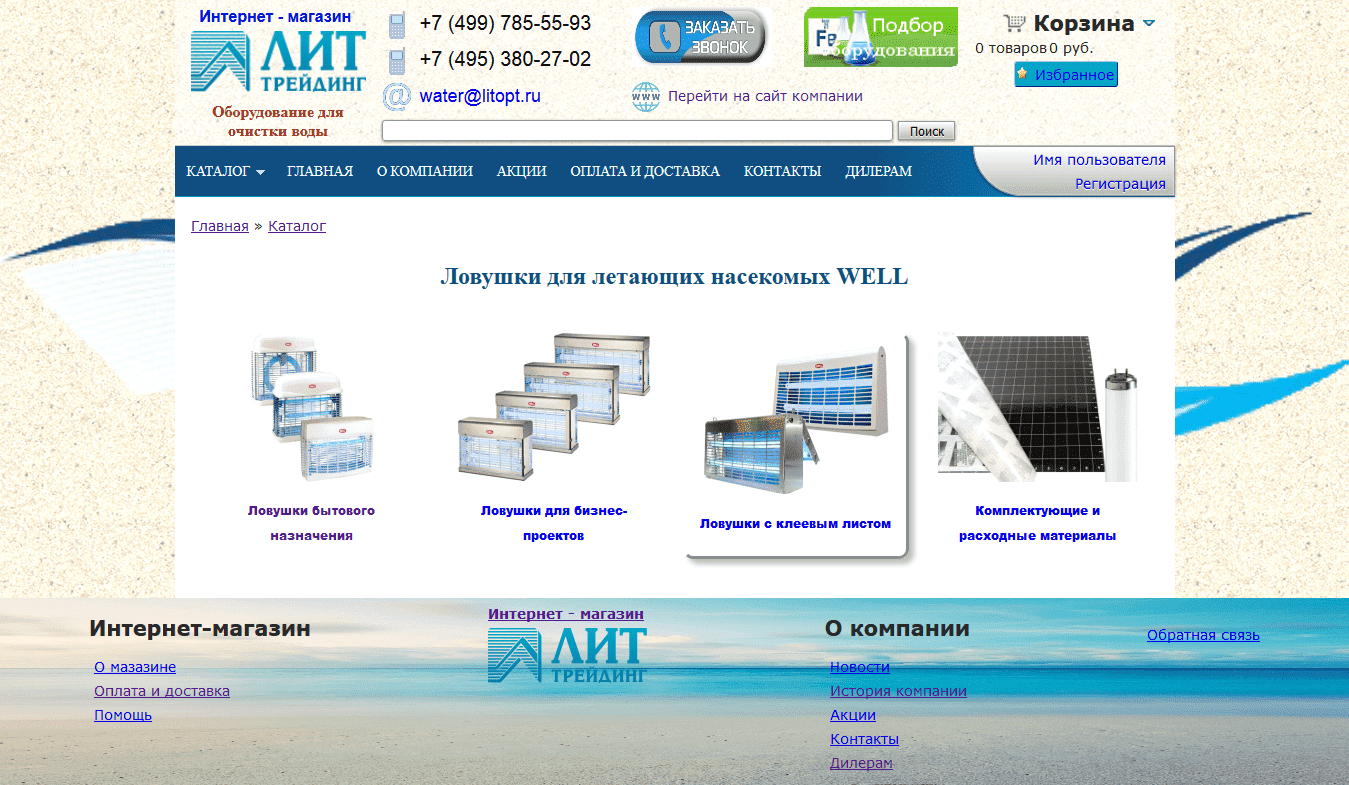 Интернет - магазин
ЛИТ
ТРЕЙДИНГ
Оборудование для
очистки воды
+7 (499) 785-55-93
+7 (495) 380-27-02
@ water@litopt.ru
ЗАКАЗАТЬ
ЗВОНОК
www Перейти на сайт компании
Fe Подбор
оборудования
Корзина
0 товаров 0 руб.
Избранное
Поиск
КАТАЛОГ ГЛАВНАЯ О КОМПАНИИ АКЦИИ ОПЛАТА И ДОСТАВКА КОНТАКТЫ ДИЛЕРАМ
Имя пользователя
Регистрация
Главная » Каталог
Ловушки для летающих насекомых WELL
Ловушки бытового
назначения
Ловушки для бизнес-
проектов
Ловушки с клеевым листом
Комплектующие и
расходные материалы
Интернет-магазин
О мазазине
Оплата и доставка
Помощь
Интернет - магазин
ЛИТ
ТРЕЙДИНГ
О компании
Новости
История компании
Акции
Контакты
Дилерам
Обратная связь